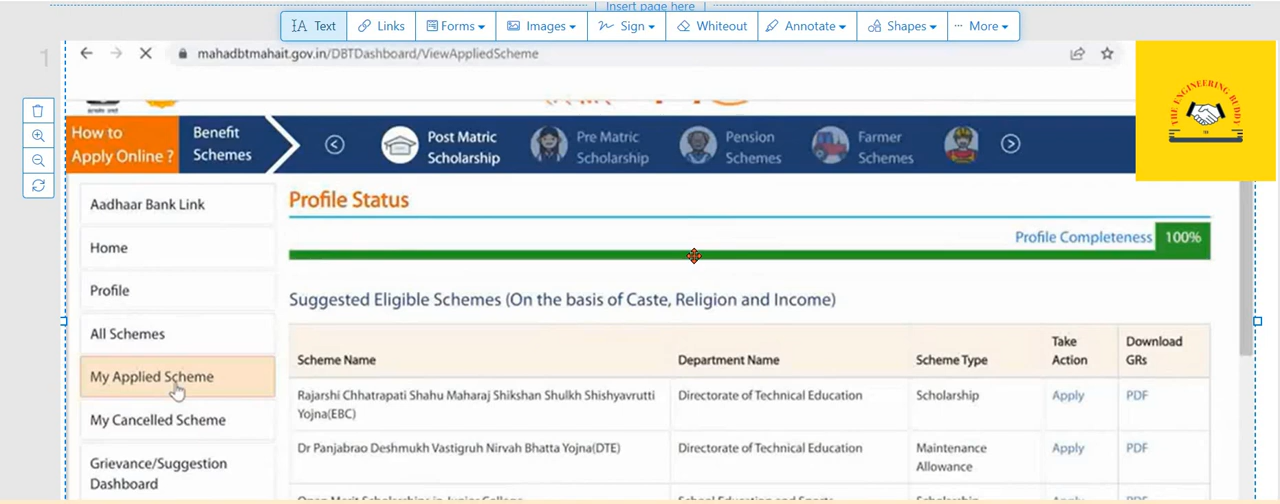 Insert page here
Text Links Forms Images Sign Whiteout Annotate Shapes More
1
mahadbtmahait.gov.in/DBTDashboard/ViewAppliedScheme
THE ENGINEERING BUDDY
How to
Apply Online ?
Benefit
Schemes
Post Matric
Scholarship
Pre Matric
Scholarship
Pension
Schemes
Farmer
Schemes
Aadhaar Bank Link
Home
Profile
All Schemes
My Applied Scheme
My Cancelled Scheme
Grievance/Suggestion
Dashboard
Profile Status
Profile Completeness 100%
Suggested Eligible Schemes (On the basis of Caste, Religion and Income)
Scheme Name Department Name Scheme Type Take Action Download GRs
Rajarshi Chhatrapati Shahu Maharaj Shikshan Shulkh Shishyavrutti Yojna(EBC) Directorate of Technical Education Scholarship Apply PDF
Dr Panjabrao Deshmukh Vastigruh Nirvah Bhatta Yojna(DTE) Directorate of Technical Education Maintenance Allowance Apply PDF